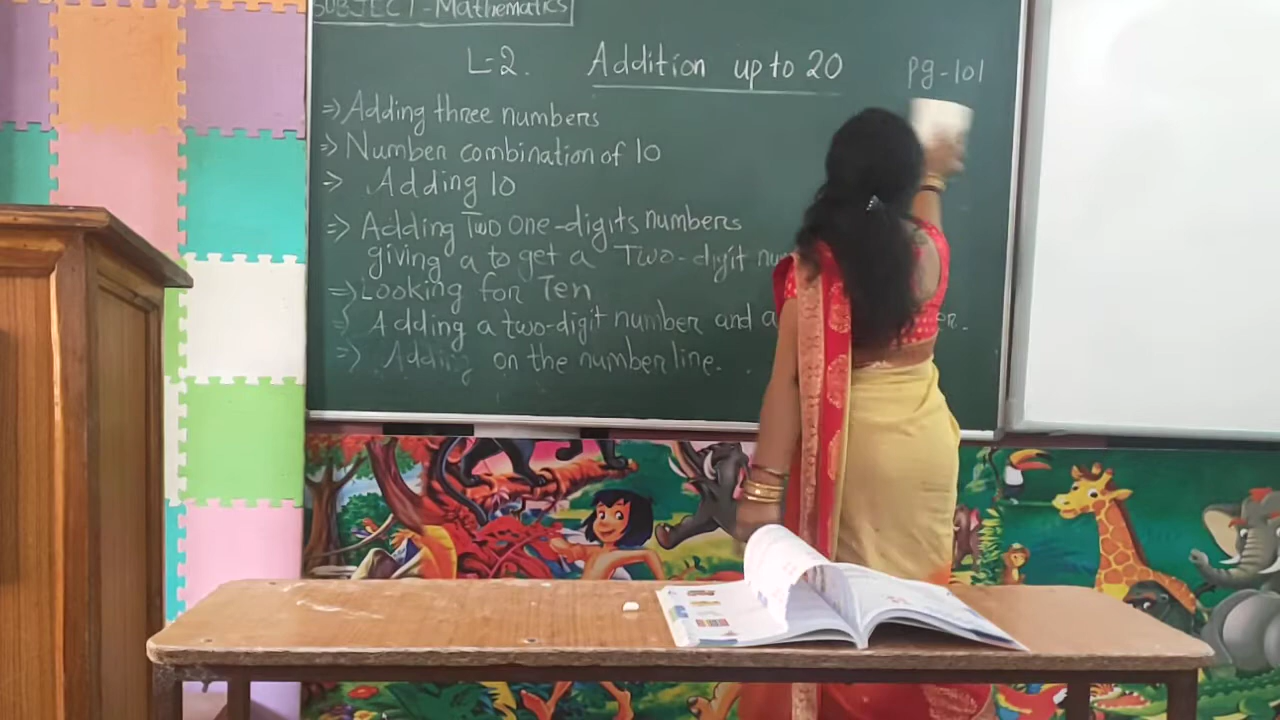 SUBJECT - Mathematics
L-2. Addition up to 20 Pg-101
=> Adding three numbers
=> Number combination of 10
=> Adding 10
=> Adding Two one-digits numbers
giving a to get a Two-digit
=> Looking for Ten
=> Adding a two-digit number and a
=> Adding on the number line.